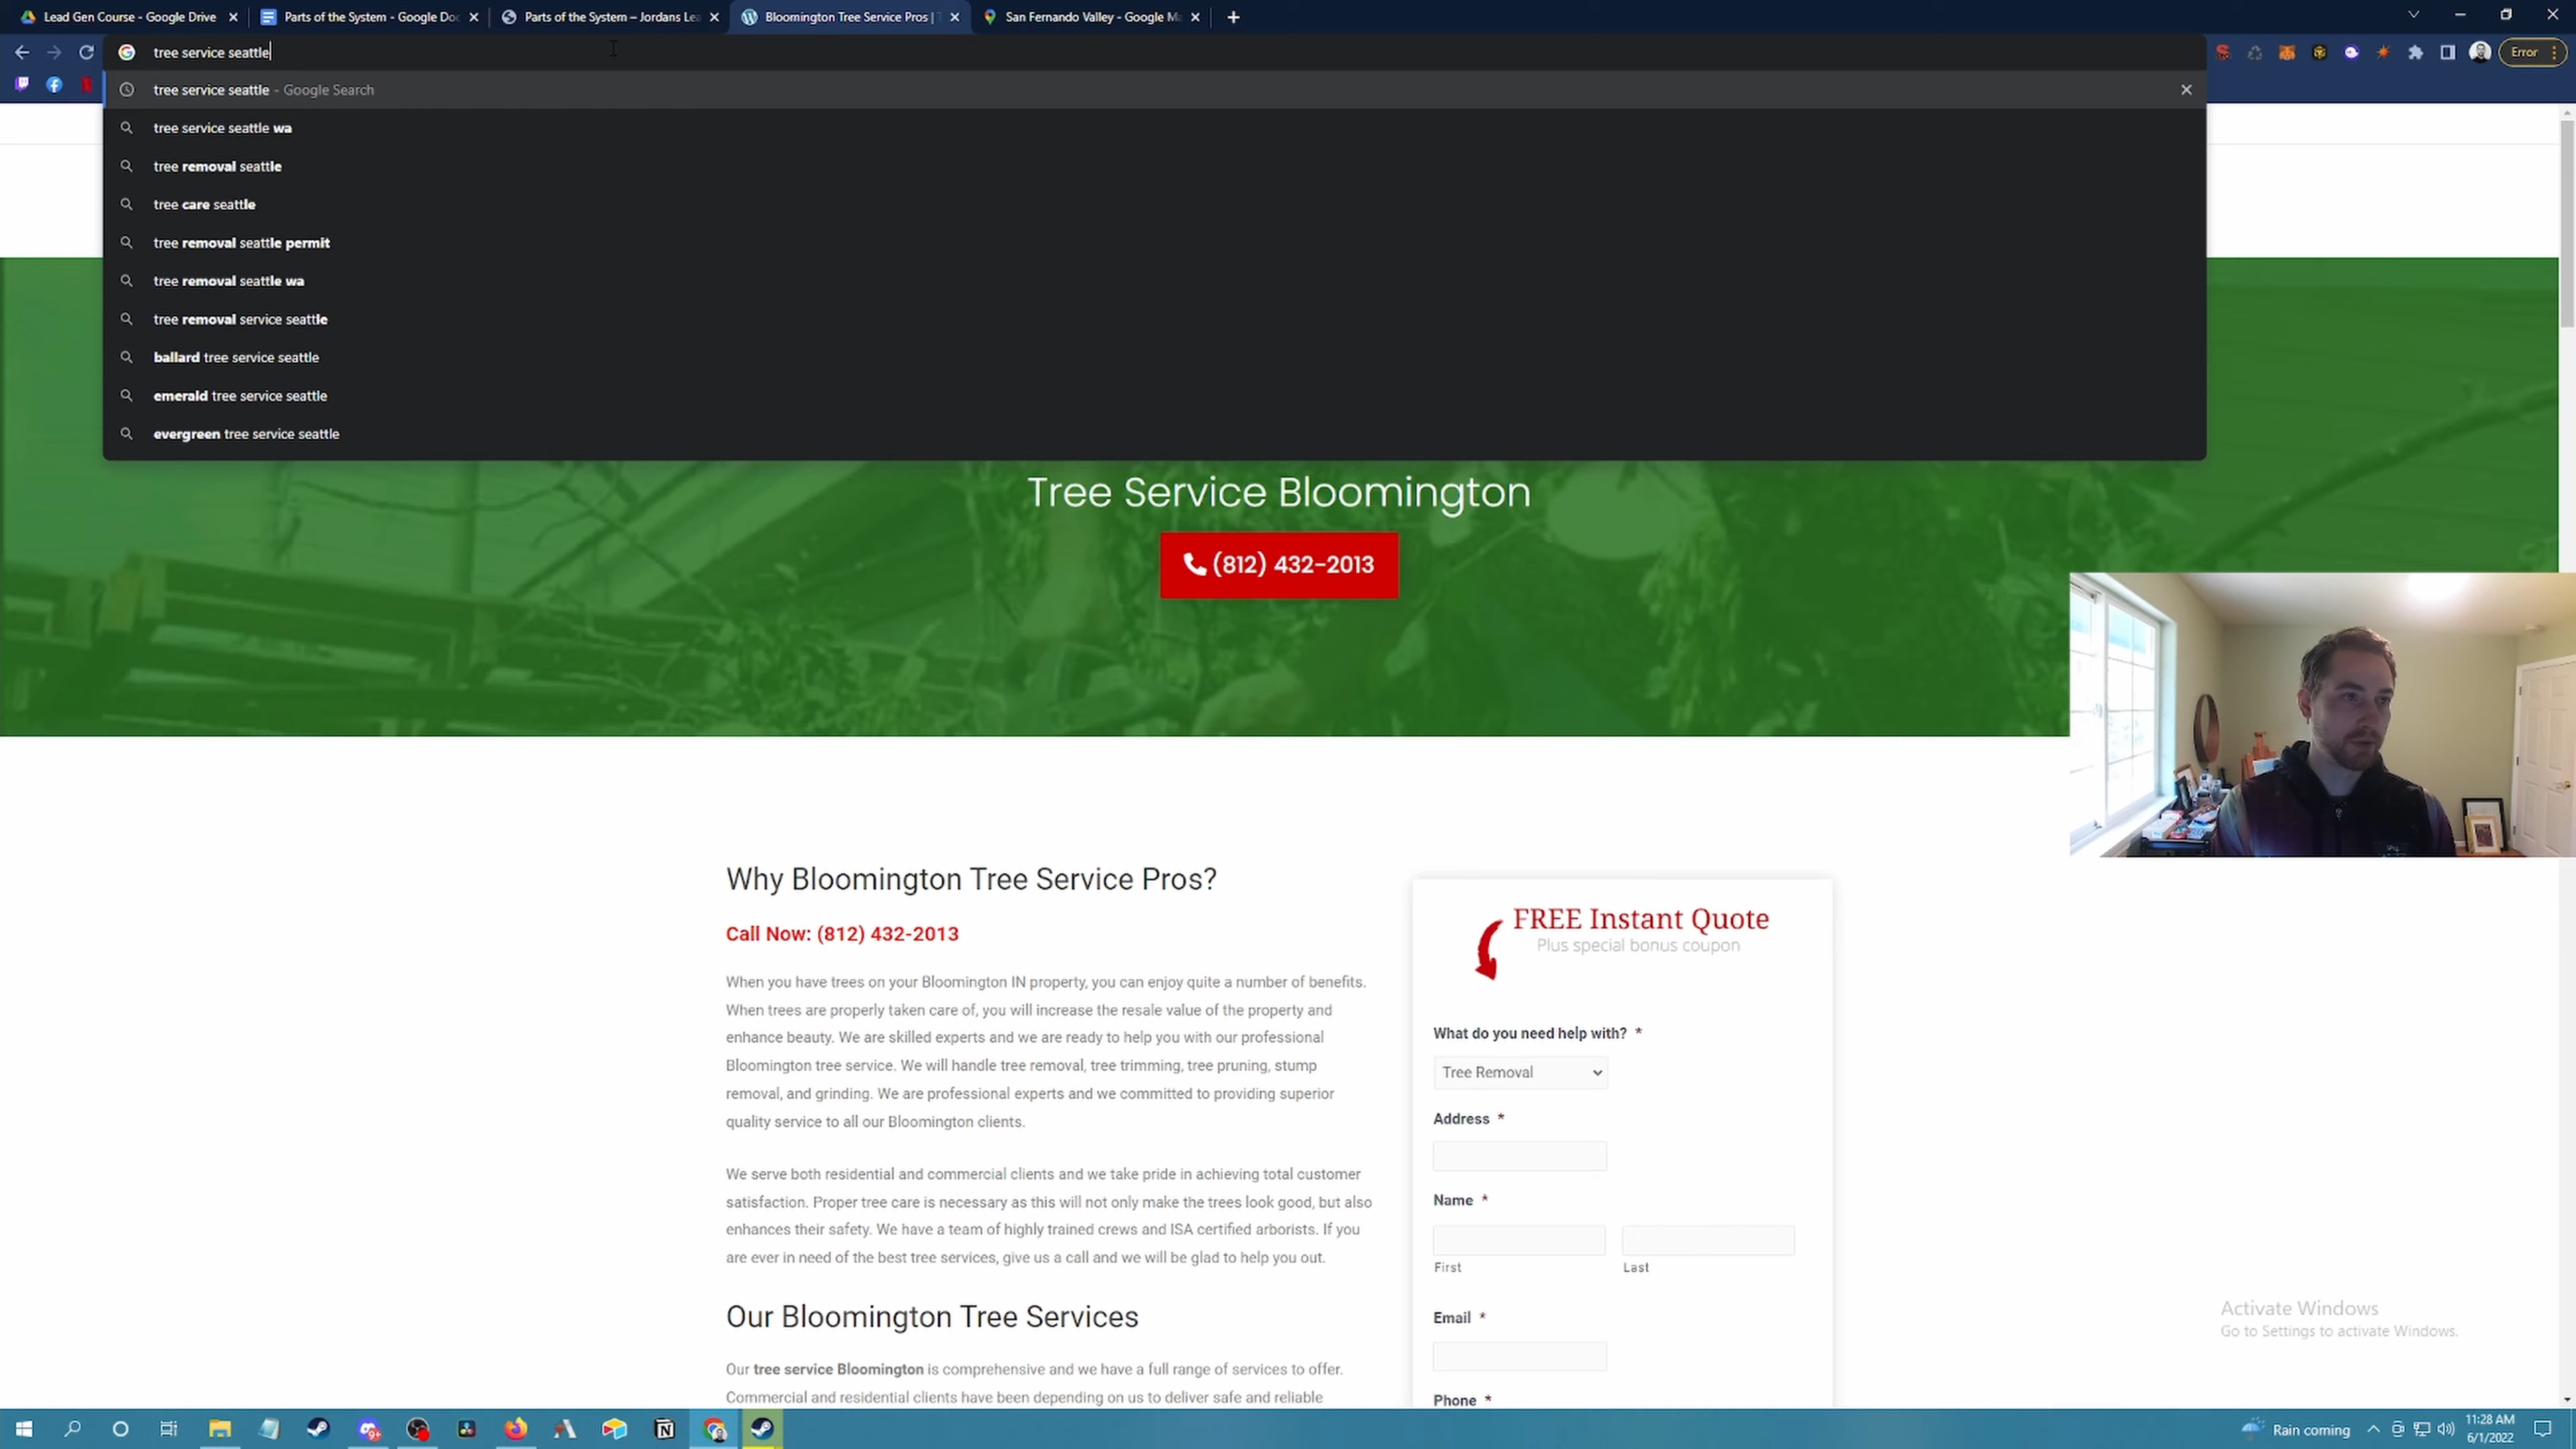 Lead Gen Course - Google Drive
Parts of the System - Google Doc
Parts of the System – Jordans Lea
Bloomington Tree Service Pros |
San Fernando Valley - Google Ma
tree service seattle
Error
tree service seattle - Google Search
tree service seattle wa
tree removal seattle
tree care seattle
tree removal seattle permit
tree removal seattle wa
tree removal service seattle
ballard tree service seattle
emerald tree service seattle
evergreen tree service seattle
Tree Service Bloomington
(812) 432-2013
Why Bloomington Tree Service Pros?
Call Now: (812) 432-2013
When you have trees on your Bloomington IN property, you can enjoy quite a number of benefits.
When trees are properly taken care of, you will increase the resale value of the property and
enhance beauty. We are skilled experts and we are ready to help you with our professional
Bloomington tree service. We will handle tree removal, tree trimming, tree pruning, stump
removal, and grinding. We are professional experts and we committed to providing superior
quality service to all our Bloomington clients.
We serve both residential and commercial clients and we take pride in achieving total customer
satisfaction. Proper tree care is necessary as this will not only make the trees look good, but also
enhances their safety. We have a team of highly trained crews and ISA certified arborists. If you
are ever in need of the best tree services, give us a call and we will be glad to help you out.
Our Bloomington Tree Services
Our tree service Bloomington is comprehensive and we have a full range of services to offer.
Commercial and residential clients have been depending on us to deliver safe and reliable
FREE Instant Quote
Plus special bonus coupon
What do you need help with? *
Tree Removal
Address *
Name *
First
Last
Email *
Phone *
Activate Windows
Go to Settings to activate Windows.
9+
Rain coming
11:28 AM
6/1/2022